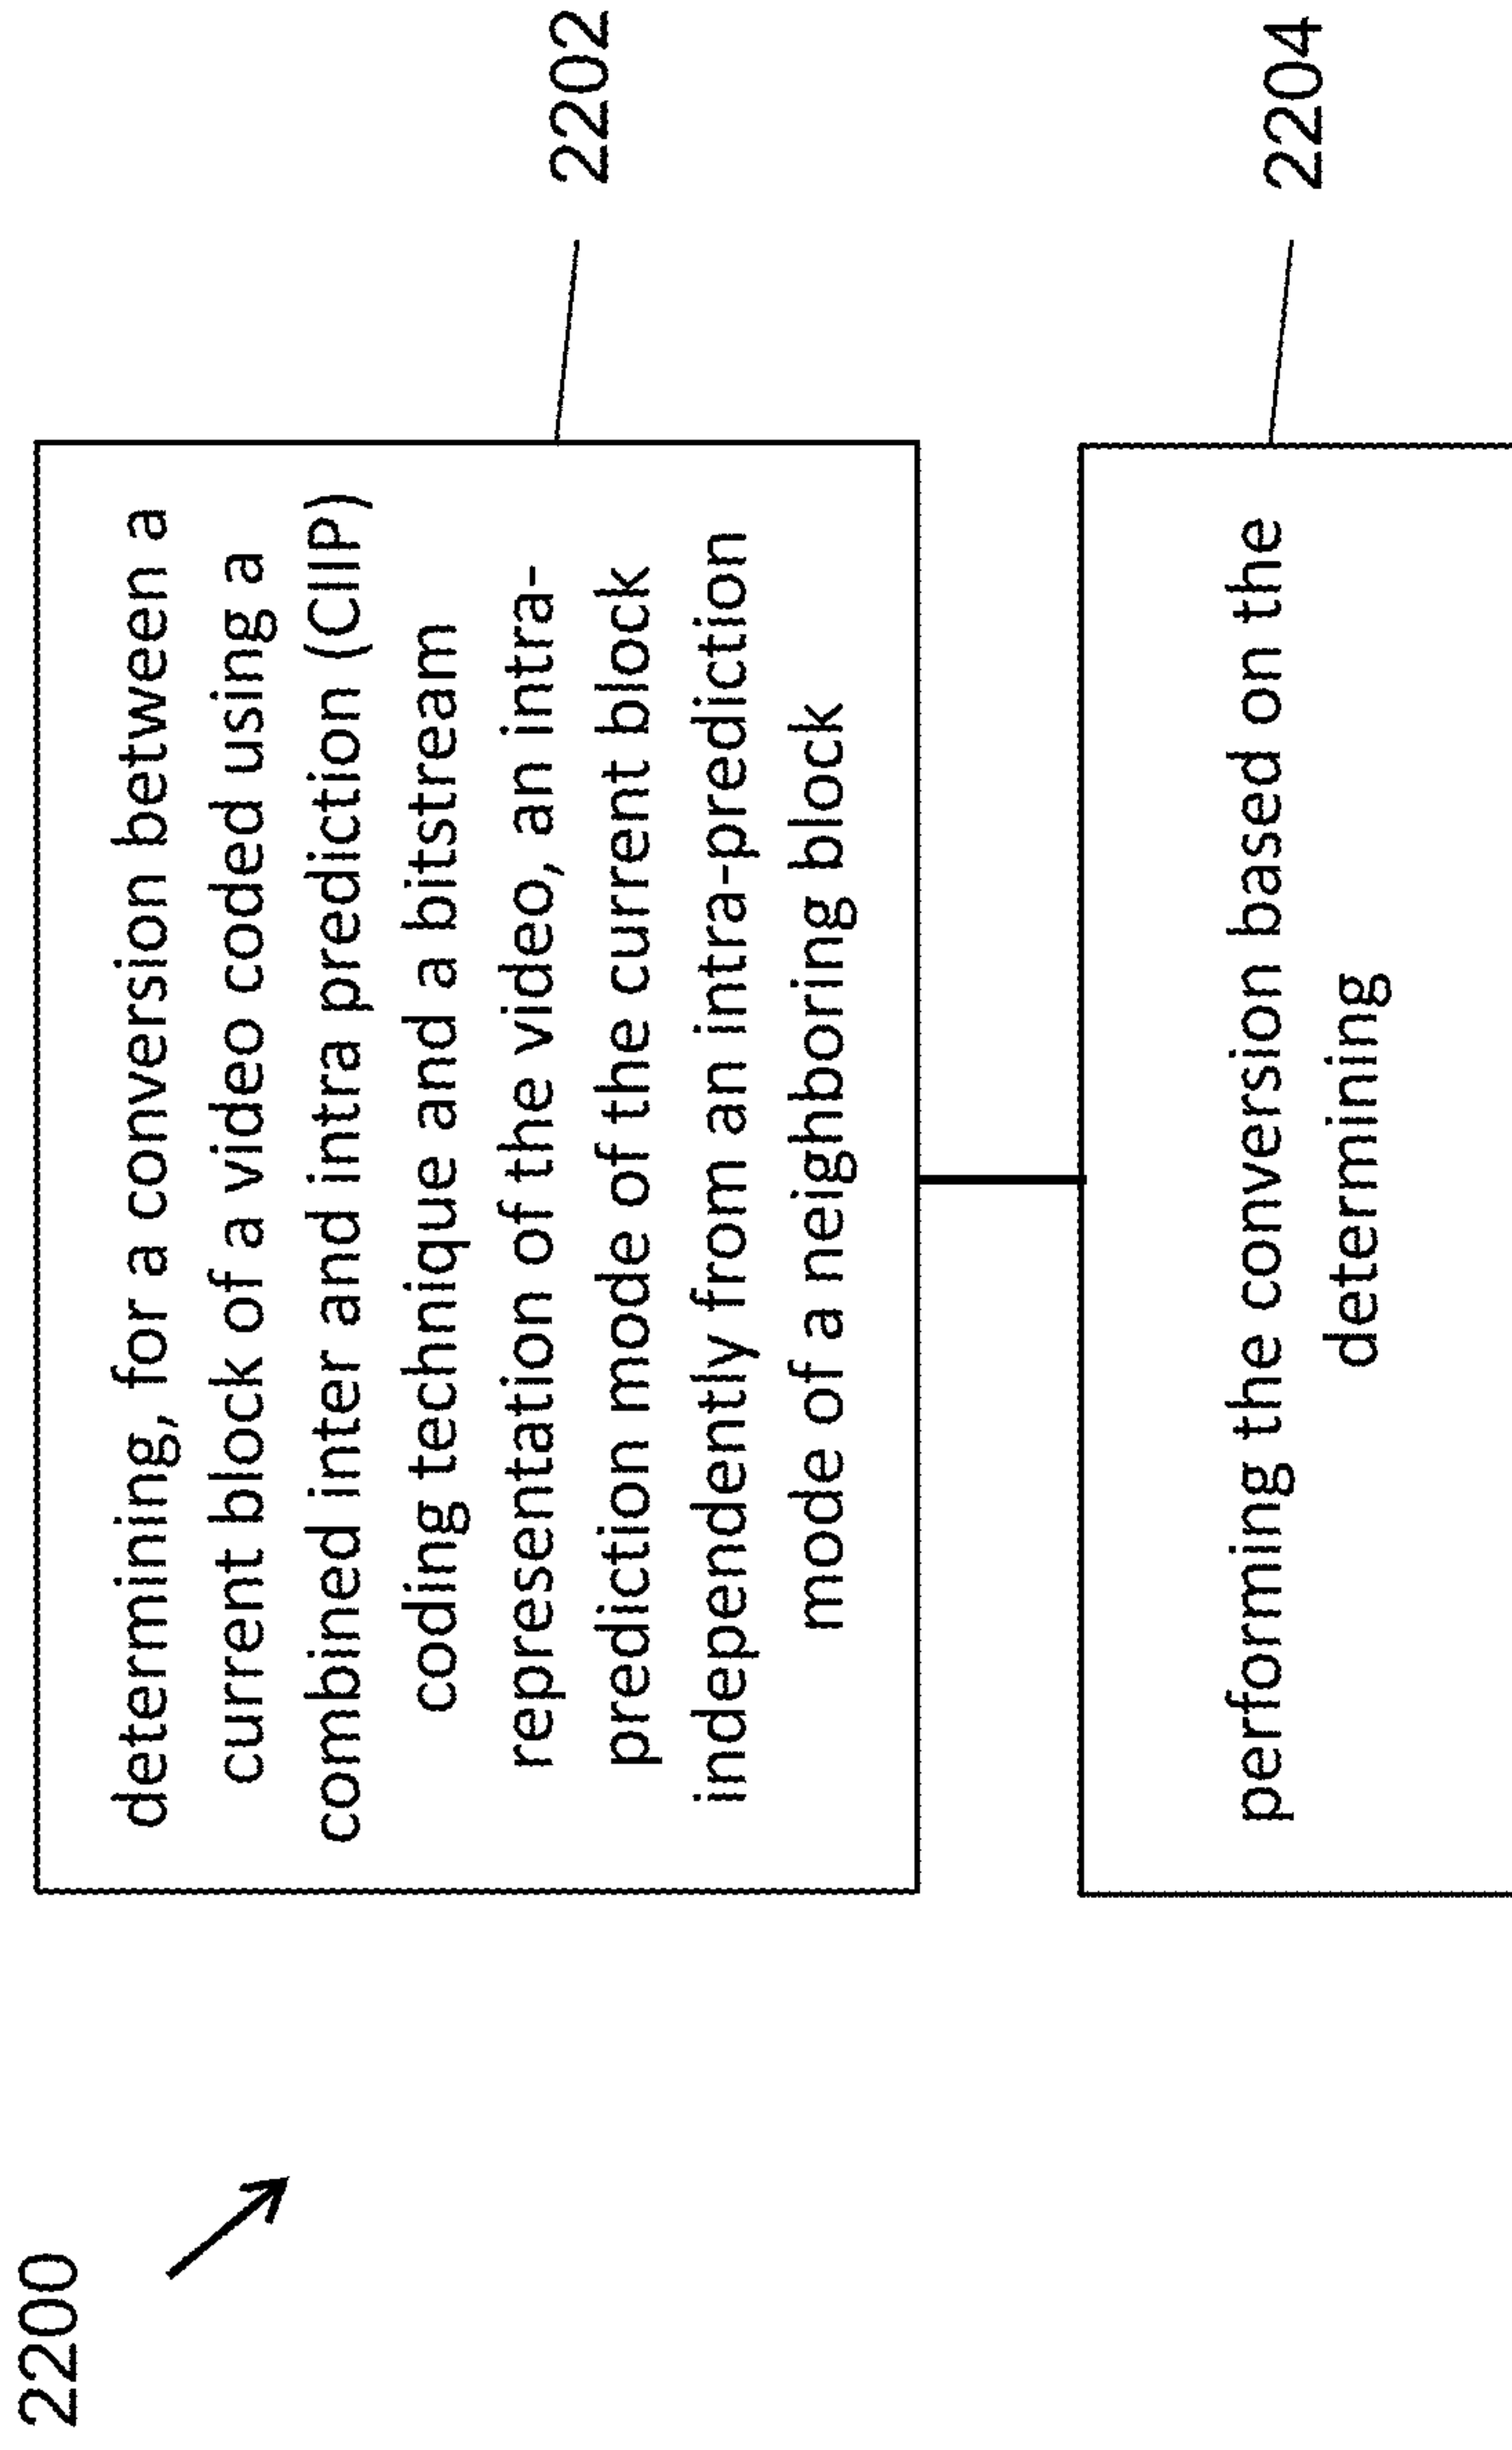 2200
determining, for a conversion between a
current block of a video coded using a
combined inter and intra prediction (CIIP)
coding technique and a bitstream
representation of the video, an intra-
prediction mode of the current block
independently from an intra-prediction
mode of a neighboring block
2202
performing the conversion based on the
determining
2204